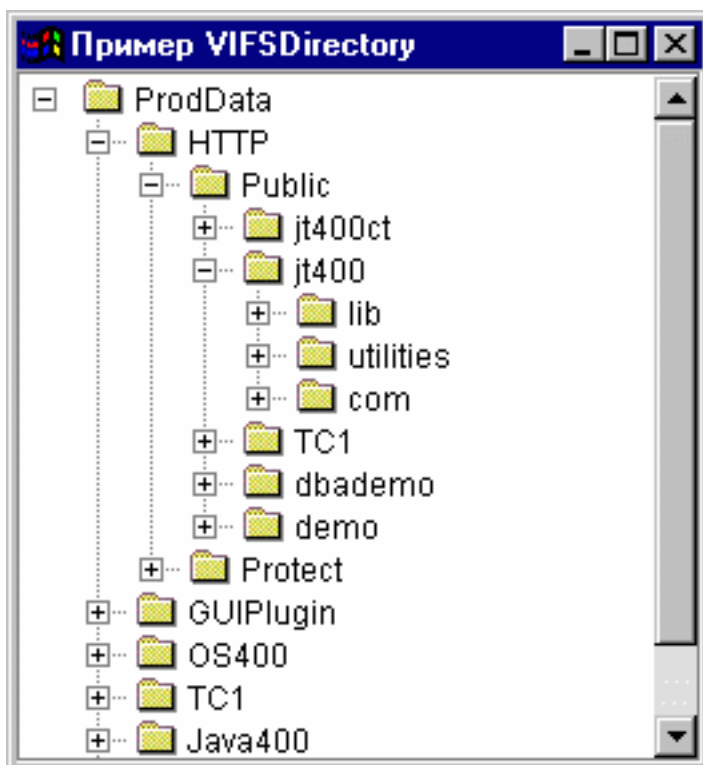 Пример VIFSDirectory
ProdData
HTTP
Public
jt400ct
jt400
lib
utilities
com
TC1
dbademo
demo
Protect
GUIPlugin
OS400
TC1
Java400